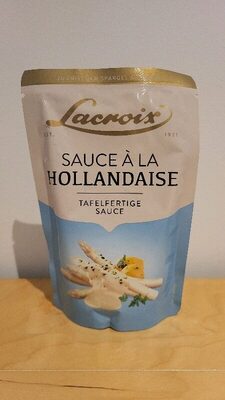 Lacroix
EST. 1921
SAUCE À LA
HOLLANDAISE
TAFELFERTIGE
SAUCE